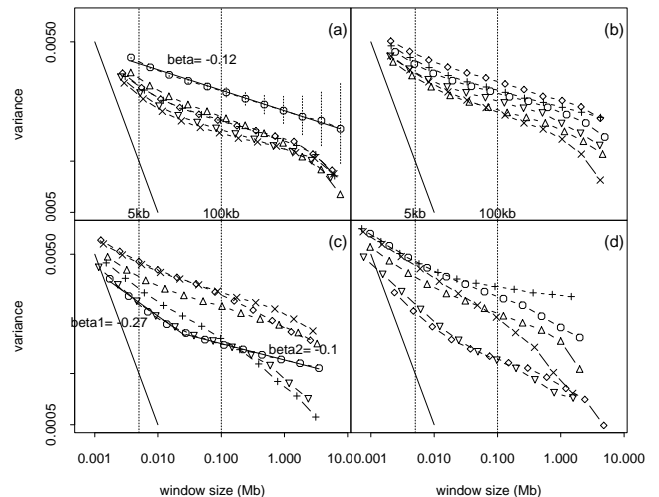 (a)
(b)
variance
0.0050
0.005
beta= -0.12
5kb
100kb
5kb
100kb
(c)
(d)
variance
0.0050
0.0005
beta1= -0.27
beta2= -0.1
0.001
0.010
0.100
1.000
10.000
0.001
0.010
0.100
1.000
10.000
window size (Mb)
window size (Mb)